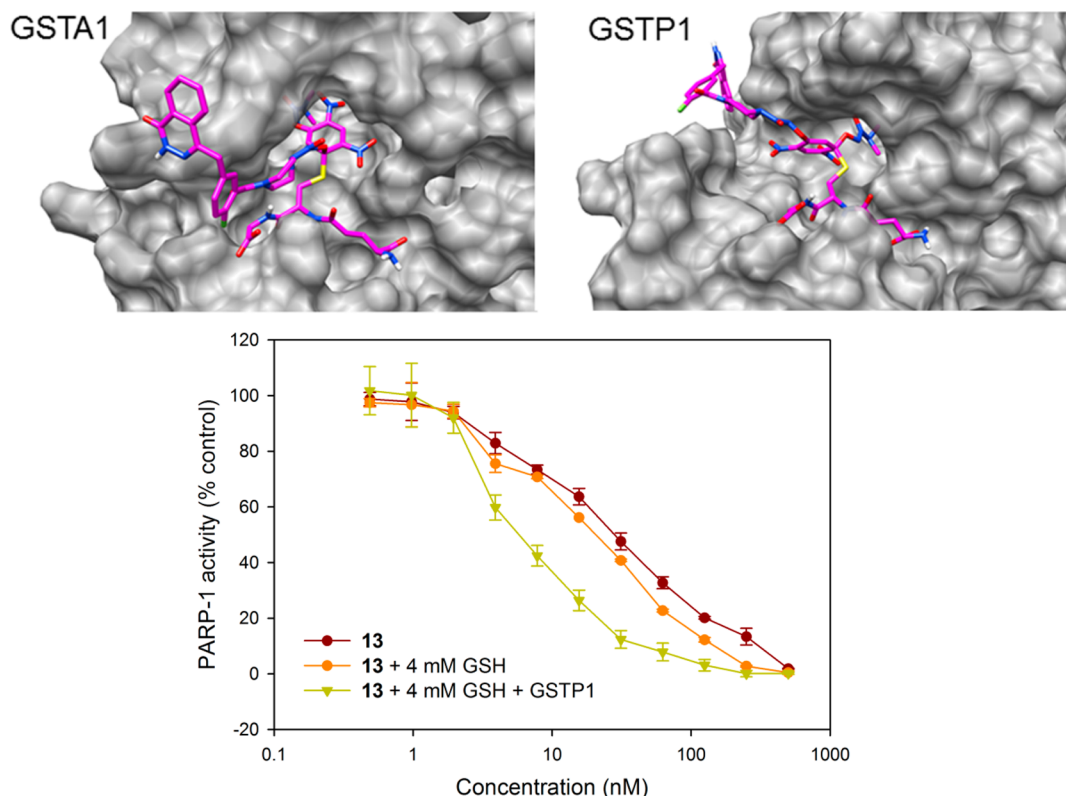 GSTA1
GSTP1
120
100
80
60
40
20
0
-20
PARP-1 activity (% control)
13
13 + 4 mM GSH
13 + 4 mM GSH + GSTP1
0.1
1
10
100
1000
Concentration (nM)